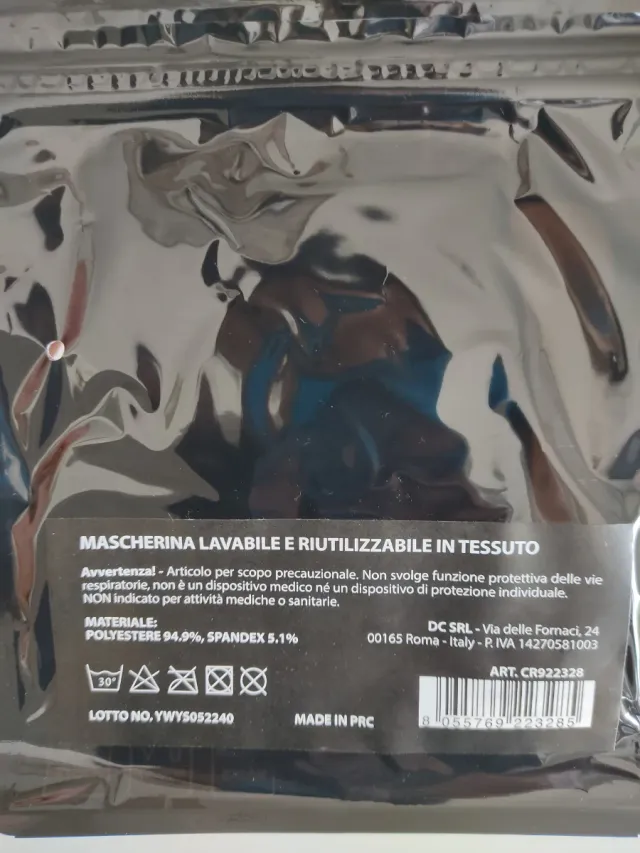 MASCHERINA LAVABILE E RIUTILIZZABILE IN TESSUTO
Avvertenza! - Articolo per scopo precauzionale. Non svolge funzione protettiva delle vie
respiratorie, non è un dispositivo medico né un dispositivo di protezione individuale.
NON indicato per attività mediche o sanitarie.
MATERIALE:
POLYESTERE 94.9%, SPANDEX 5.1%
DC SRL - Via delle Fornaci, 24
00165 Roma - Italy - P. IVA 14270581003
ART. CR922328
30°
8 055769 223285
LOTTO NO. YWYS052240
MADE IN PRC